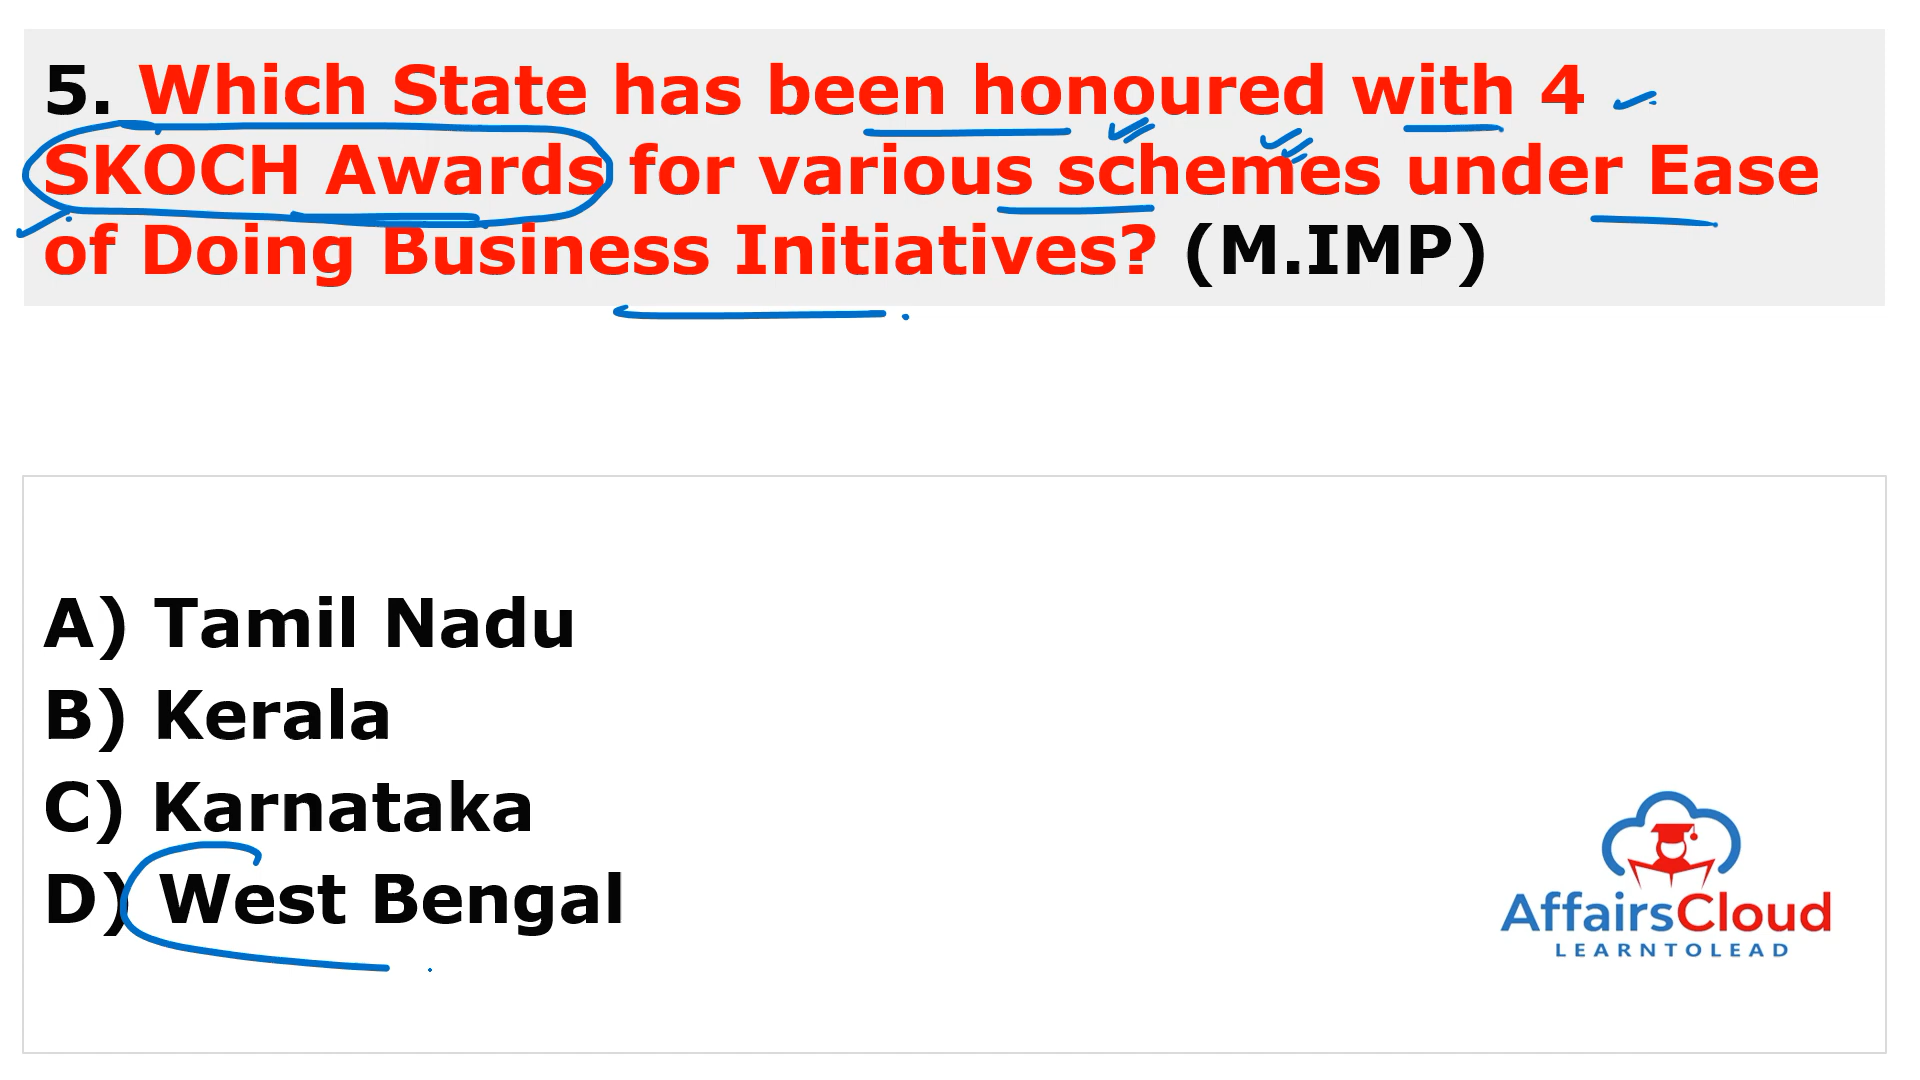 5. Which State has been honoured with 4
SKOCH Awards for various schemes under Ease
of Doing Business Initiatives? (M.IMP)
A) Tamil Nadu
B) Kerala
C) Karnataka
D) West Bengal
AffairsCloud
LEARNTOLEAD